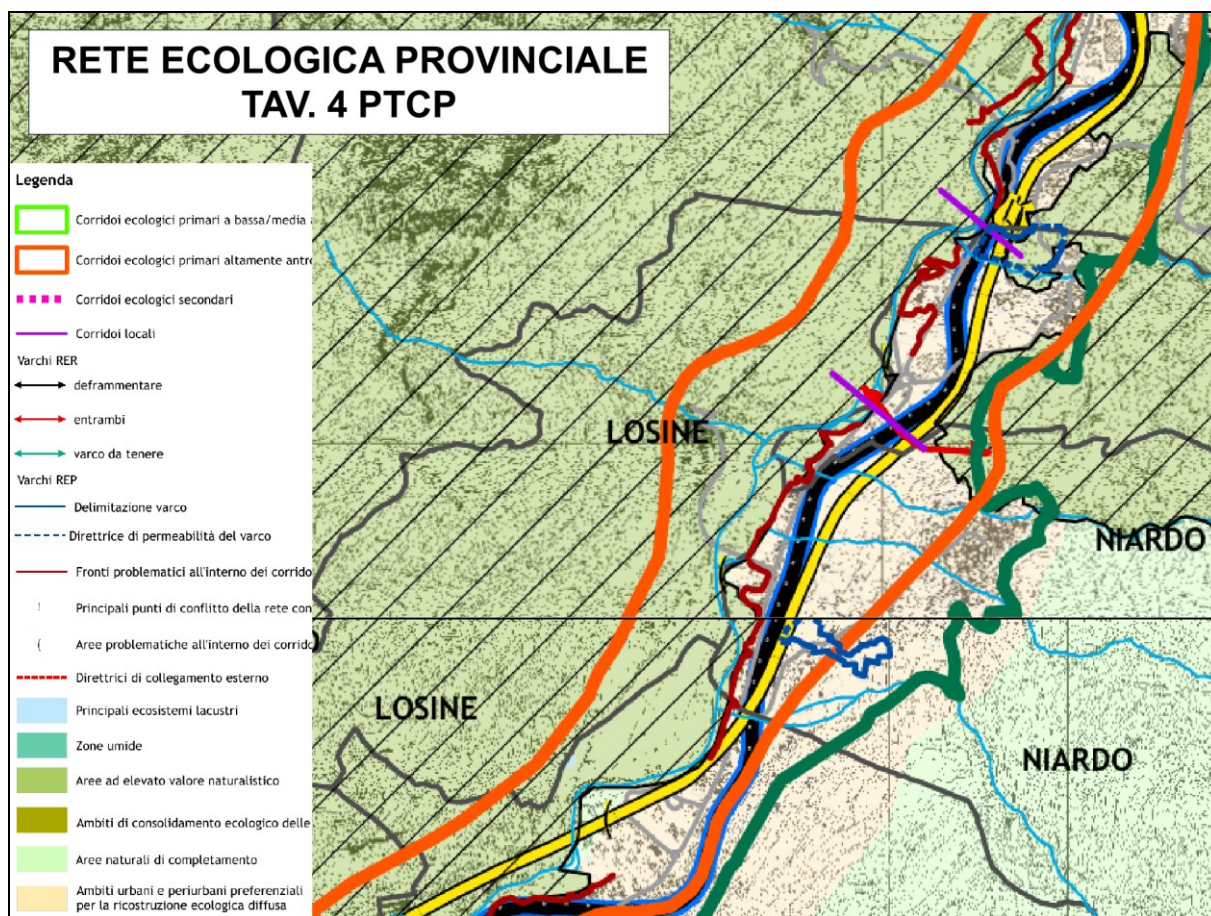 RETE ECOLOGICA PROVINCIALE
TAV. 4 PTCP
Legenda
Corridoi ecologici primari a bassa/media
Corridoi ecologici primari altamente antr
Corridoi ecologici secondari
Corridoi locali
Varchi RER
deframmentare
entrambi
varco da tenere
Varchi REP
Delimitazione varco
Direttrice di permeabilità del varco
Fronti problematici all'interno dei corrido
Principali punti di conflitto della rete con
Aree problematiche all'interno dei corrido
Direttrici di collegamento esterno
Principali ecosistemi lacustri
Zone umide
Aree ad elevato valore naturalistico
Ambiti di consolidamento ecologico delle
Aree naturali di completamento
Ambiti urbani e periurbani preferenziali
per la ricostruzione ecologica diffusa
LOSINE
NIARDO
LOSINE
NIARDO